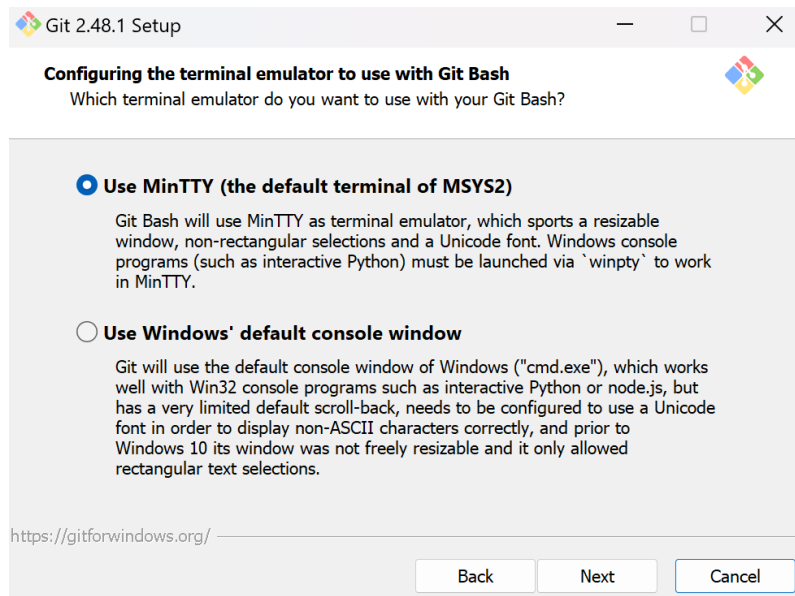 Git 2.48.1 Setup
Configuring the terminal emulator to use with Git Bash
Which terminal emulator do you want to use with your Git Bash?
Use MinTTY (the default terminal of MSYS2)
Git Bash will use MinTTY as terminal emulator, which sports a resizable
window, non-rectangular selections and a Unicode font. Windows console
programs (such as interactive Python) must be launched via `winpty` to work
in MinTTY.
Use Windows' default console window
Git will use the default console window of Windows ("cmd.exe"), which works
well with Win32 console programs such as interactive Python or node.js, but
has a very limited default scroll-back, needs to be configured to use a Unicode
font in order to display non-ASCII characters correctly, and prior to
Windows 10 its window was not freely resizable and it only allowed
rectangular text selections.
https://gitforwindows.org/
Back Next Cancel